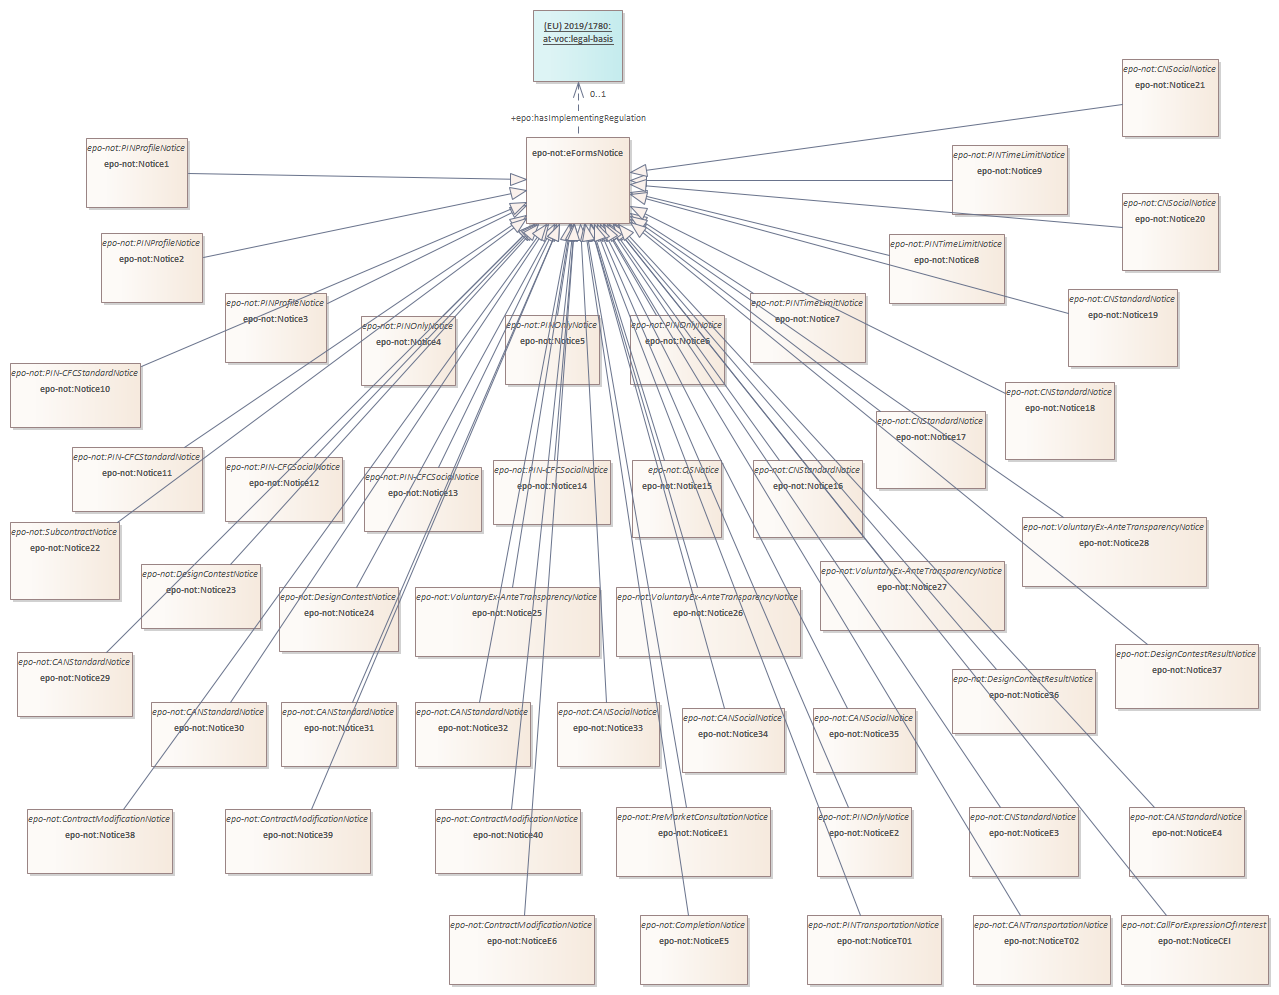 (EU) 2019/1780:
at-voc:legal-basis
0..1
+epo:hasImplementingRegulation
epo-not:eFormsNotice
epo-not:CNSocialNotice
epo-not:Notice21
epo-not:PINProfileNotice
epo-not:Notice1
epo-not:PINTimeLimitNotice
epo-not:Notice9
epo-not:CNSocialNotice
epo-not:Notice20
epo-not:PINProfileNotice
epo-not:Notice2
epo-not:PINTimeLimitNotice
epo-not:Notice8
epo-not:PINProfileNotice
epo-not:Notice3
epo-not:PINOnlyNotice
epo-not:Notice4
epo-not:PINOnlyNotice
epo-not:Notice5
epo-not:PINOnlyNotice
epo-not:Notice6
epo-not:PINTimeLimitNotice
epo-not:Notice7
epo-not:CNStandardNotice
epo-not:Notice19
epo-not:PIN-CFCStandardNotice
epo-not:Notice10
epo-not:CNStandardNotice
epo-not:Notice18
epo-not:CNStandardNotice
epo-not:Notice17
epo-not:PIN-CFCStandardNotice
epo-not:Notice11
epo-not:PIN-CFCSocialNotice
epo-not:Notice12
epo-not:PIN-CFCSocialNotice
epo-not:Notice13
epo-not:PIN-CFCSocialNotice
epo-not:Notice14
epo-not:QSNotice
epo-not:Notice15
epo-not:CNStandardNotice
epo-not:Notice16
epo-not:SubcontractNotice
epo-not:Notice22
epo-not:VoluntaryEx-AnteTransparencyNotice
epo-not:Notice28
epo-not:DesignContestNotice
epo-not:Notice23
epo-not:DesignContestNotice
epo-not:Notice24
epo-not:VoluntaryEx-AnteTransparencyNotice
epo-not:Notice25
epo-not:VoluntaryEx-AnteTransparencyNotice
epo-not:Notice26
epo-not:VoluntaryEx-AnteTransparencyNotice
epo-not:Notice27
epo-not:CANStandardNotice
epo-not:Notice29
epo-not:DesignContestResultNotice
epo-not:Notice37
epo-not:DesignContestResultNotice
epo-not:Notice36
epo-not:CANStandardNotice
epo-not:Notice30
epo-not:CANStandardNotice
epo-not:Notice31
epo-not:CANStandardNotice
epo-not:Notice32
epo-not:CANSocialNotice
epo-not:Notice33
epo-not:CANSocialNotice
epo-not:Notice34
epo-not:CANSocialNotice
epo-not:Notice35
epo-not:ContractModificationNotice
epo-not:Notice38
epo-not:ContractModificationNotice
epo-not:Notice39
epo-not:ContractModificationNotice
epo-not:Notice40
epo-not:PreMarketConsultationNotice
epo-not:NoticeE1
epo-not:PINOnlyNotice
epo-not:NoticeE2
epo-not:CNStandardNotice
epo-not:NoticeE3
epo-not:CANStandardNotice
epo-not:NoticeE4
epo-not:ContractModificationNotice
epo-not:NoticeE6
epo-not:CompletionNotice
epo-not:NoticeE5
epo-not:PINTransportationNotice
epo-not:NoticeT01
epo-not:CANTransportationNotice
epo-not:NoticeT02
epo-not:CallForExpressionOfInterest
epo-not:NoticeCEI